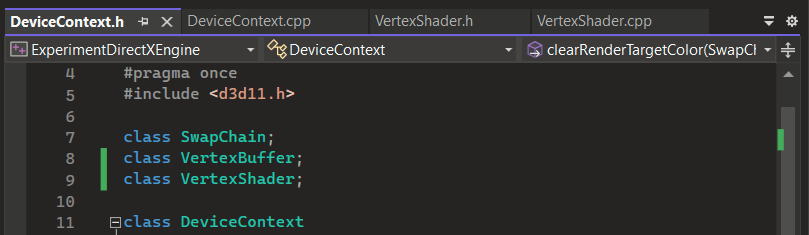 DeviceContext.h DeviceContext.cpp VertexShader.h VertexShader.cpp
ExperimentDirectXEngine DeviceContext clearRenderTargetColor(SwapCh
4 #pragma once
5 #include <d3d11.h>
6
7 class SwapChain;
8 class VertexBuffer;
9 class VertexShader;
10
11 class DeviceContext